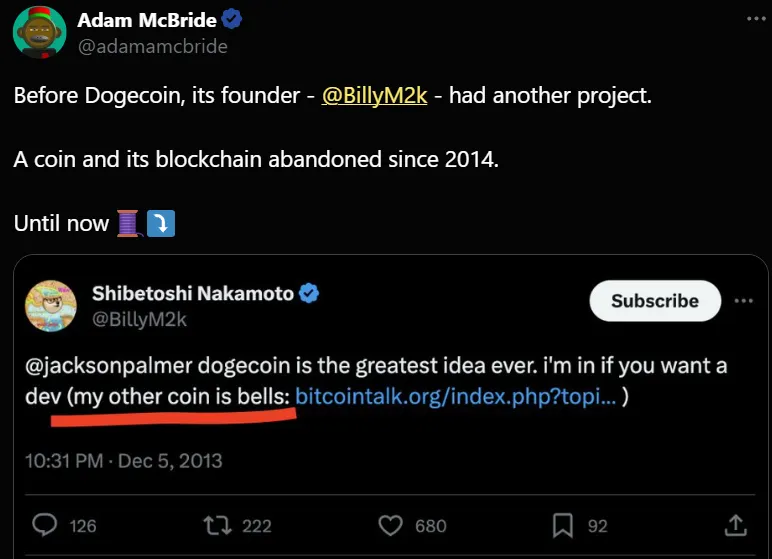 Adam McBride
@adamamcbride
Before Dogecoin, its founder - @BillyM2k - had another project.
A coin and its blockchain abandoned since 2014.
Until now
Shibetoshi Nakamoto
@BillyM2k
Subscribe
@jacksonpalmer dogecoin is the greatest idea ever. i'm in if you want a
dev (my other coin is bells: bitcointalk.org/index.php?topi... )
10:31 PM · Dec 5, 2013
126 222 680 92